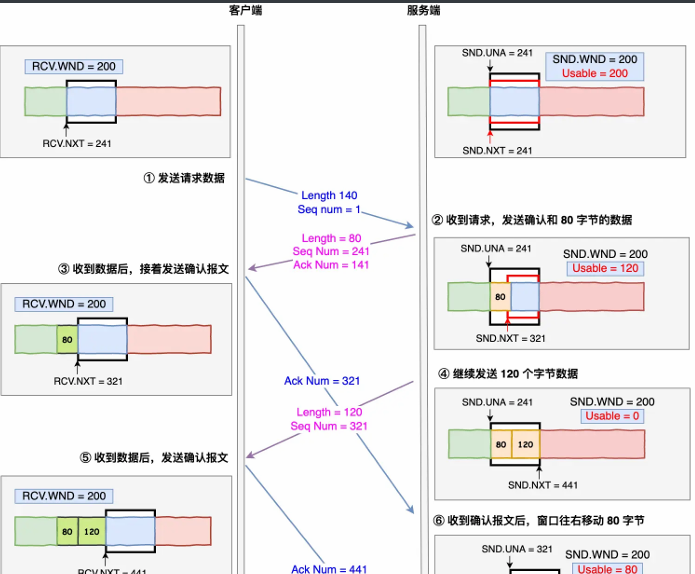 客户端
服务端
RCV.WND = 200
RCV.NXT = 241
SND.UNA = 241
SND.WND = 200
Usable = 200
SND.NXT = 241
① 发送请求数据
Length 140
Seq num = 1
② 收到请求，发送确认和 80 字节的数据
Length = 80
Seq Num = 241
Ack Num = 141
SND.UNA = 241
SND.WND = 200
Usable = 120
80
SND.NXT = 321
③ 收到数据后，接着发送确认报文
RCV.WND = 200
80
RCV.NXT = 321
Ack Num = 321
④ 继续发送 120 个字节数据
Length = 120
Seq Num = 321
SND.UNA = 241
SND.WND = 200
Usable = 0
80
120
SND.NXT = 441
⑤ 收到数据后，发送确认报文
RCV.WND = 200
80
120
RCV.NXT = 441
Ack Num = 441
⑥ 收到确认报文后，窗口往右移动 80 字节
SND.UNA = 321
SND.WND = 200
Usable = 80